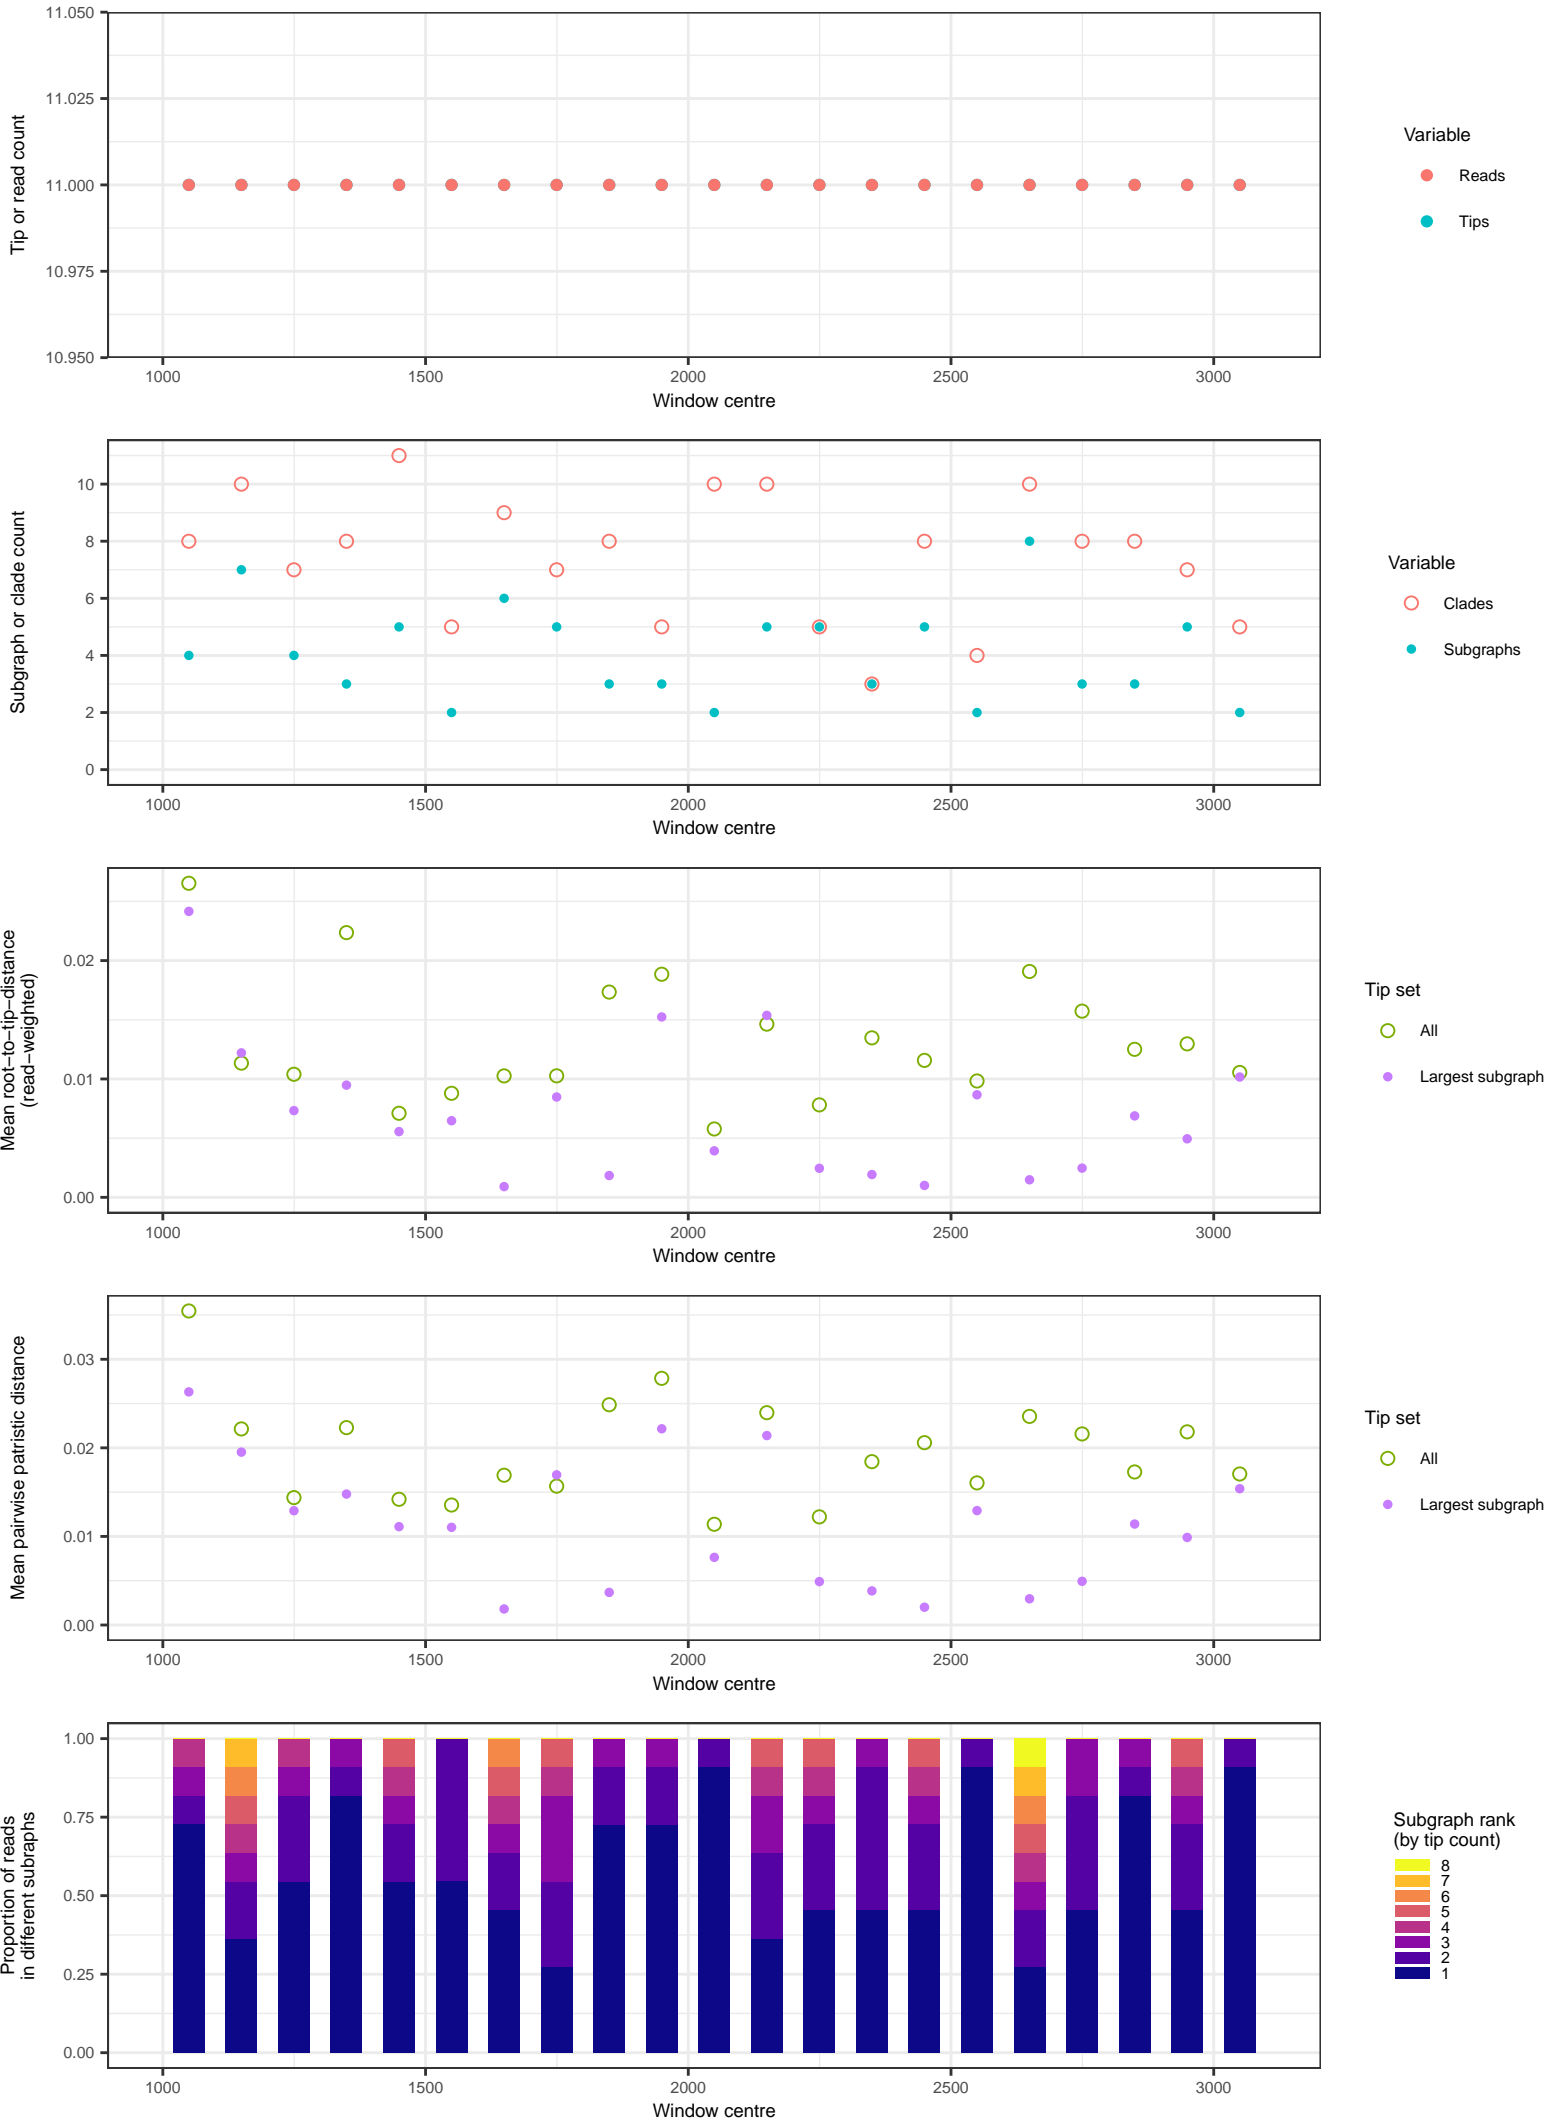 11.050
11.025
11.000
10.975
10.950
Tip or read count
1000 1500 2000 2500 3000
Window centre
Variable
Reads
Tips
10
8
6
4
2
0
Subgraph or clade count
1000 1500 2000 2500 3000
Window centre
Variable
Clades
Subgraphs
0.02
0.01
0.00
Mean root−to−tip−distance
(read−weighted)
1000 1500 2000 2500 3000
Window centre
Tip set
All
Largest subgraph
0.03
0.02
0.01
0.00
Mean pairwise patristic distance
1000 1500 2000 2500 3000
Window centre
Tip set
All
Largest subgraph
1.00
0.75
0.50
0.25
0.00
Proportion of reads
in different subraphs
1000 1500 2000 2500 3000
Window centre
Subgraph rank
(by tip count)
8
7
6
5
4
3
2
1